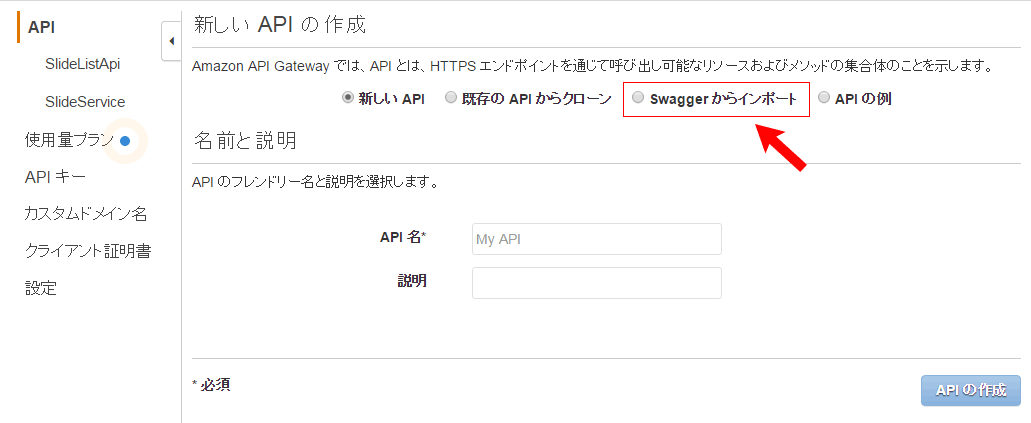 API
SlideListApi
SlideService
使用量プラン
API キー
カスタムドメイン名
クライアント証明書
設定
新しい API の作成
Amazon API Gateway では、API とは、HTTPS エンドポイントを通じて呼び出し可能なリソースおよびメソッドの集合体のことを示します。
新しい API 既存の API からクローン Swagger からインポート API の例
名前と説明
API のフレンドリー名と説明を選択します。
API 名* My API
説明
* 必須
API の作成